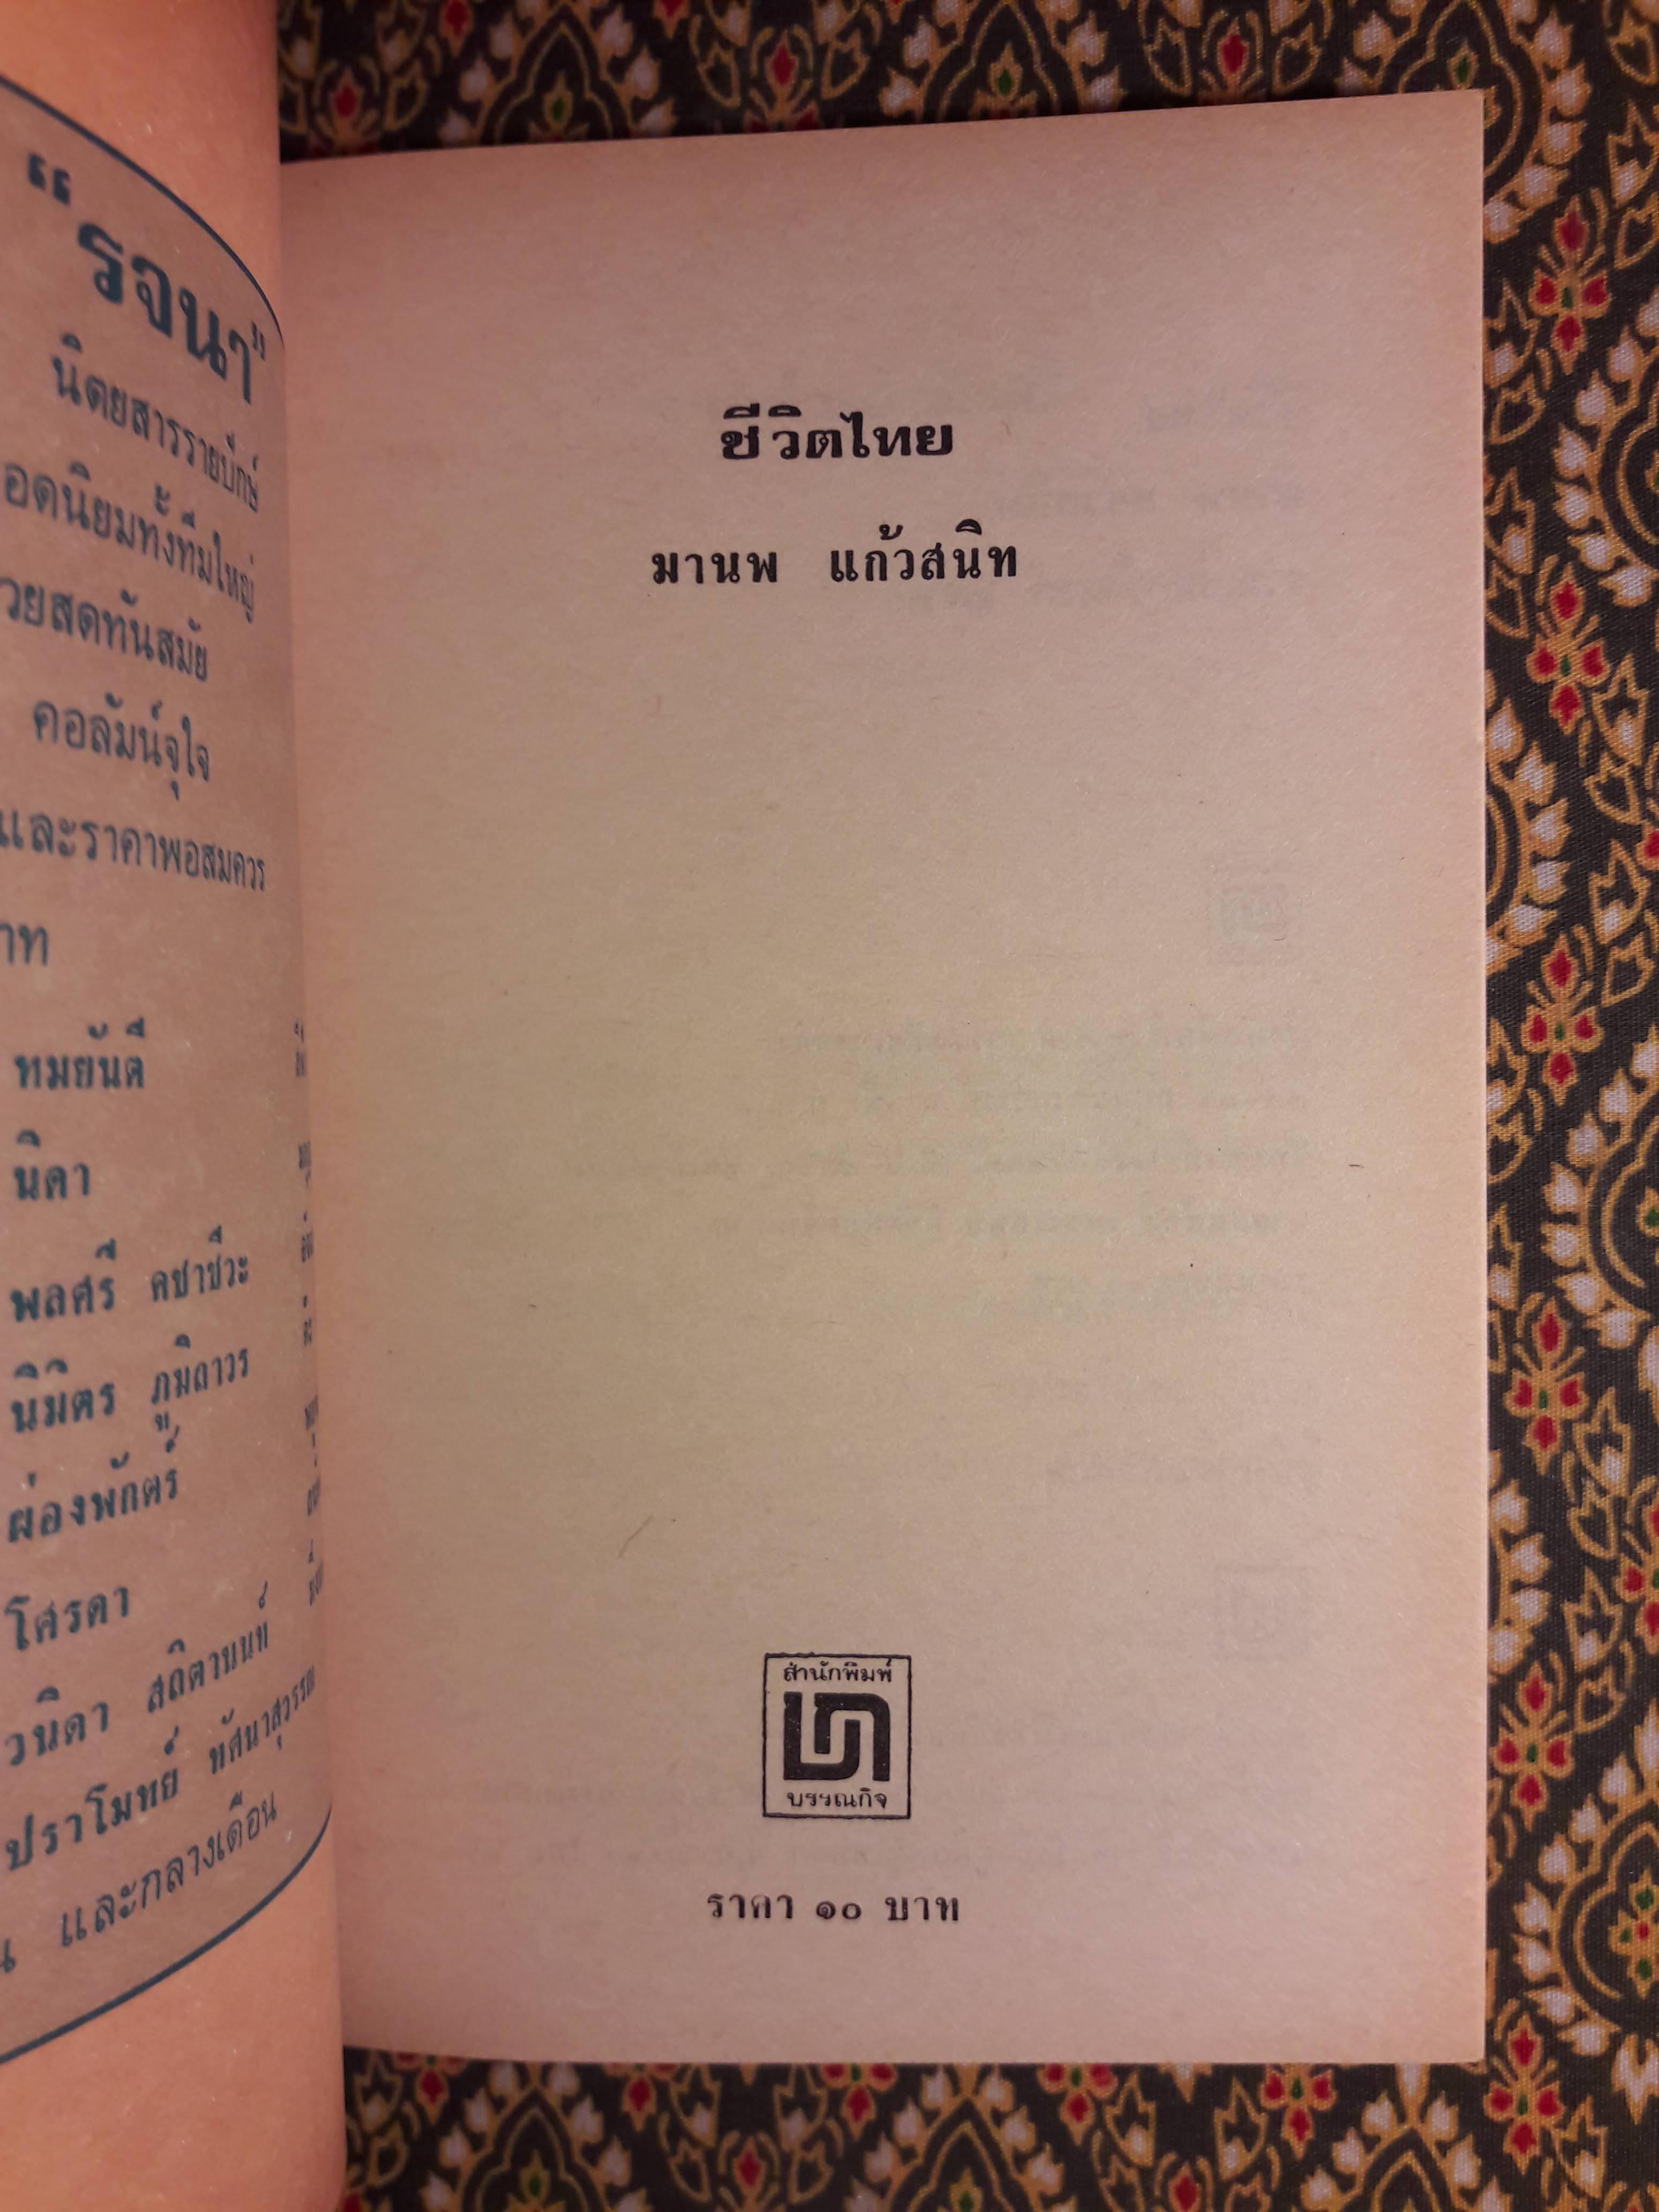 “รจนา”
นิตยสารรายปักษ์
อดนิยมทั้งทีมใหญ่
วยสดทันสมัย
คอลัมน์จุใจ
และราคาพอสมควร
าท
ทมยันตี
นิดา
พลศรี คชาชีวะ
นิมิตร ภูมิถาวร
ผ่องพักตร์
โศรดา
วนิดา สถิตานนท์
ปราโมทย์ ทัศนาสุวรรณ
น และกลางเดือน
ชีวิตไทย
มานพ แก้วสนิท
สำนักพิมพ์
บรรณกิจ
ราคา ๑๐ บาท